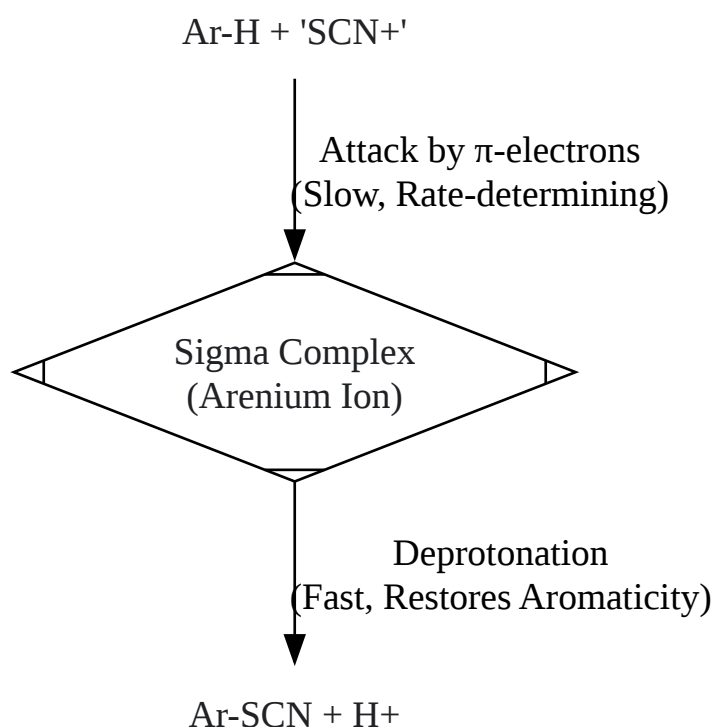 Ar-H + 'SCN+'
Attack by π-electrons
(Slow, Rate-determining)
Sigma Complex
(Arenium Ion)
Deprotonation
(Fast, Restores Aromaticity)
Ar-SCN + H+